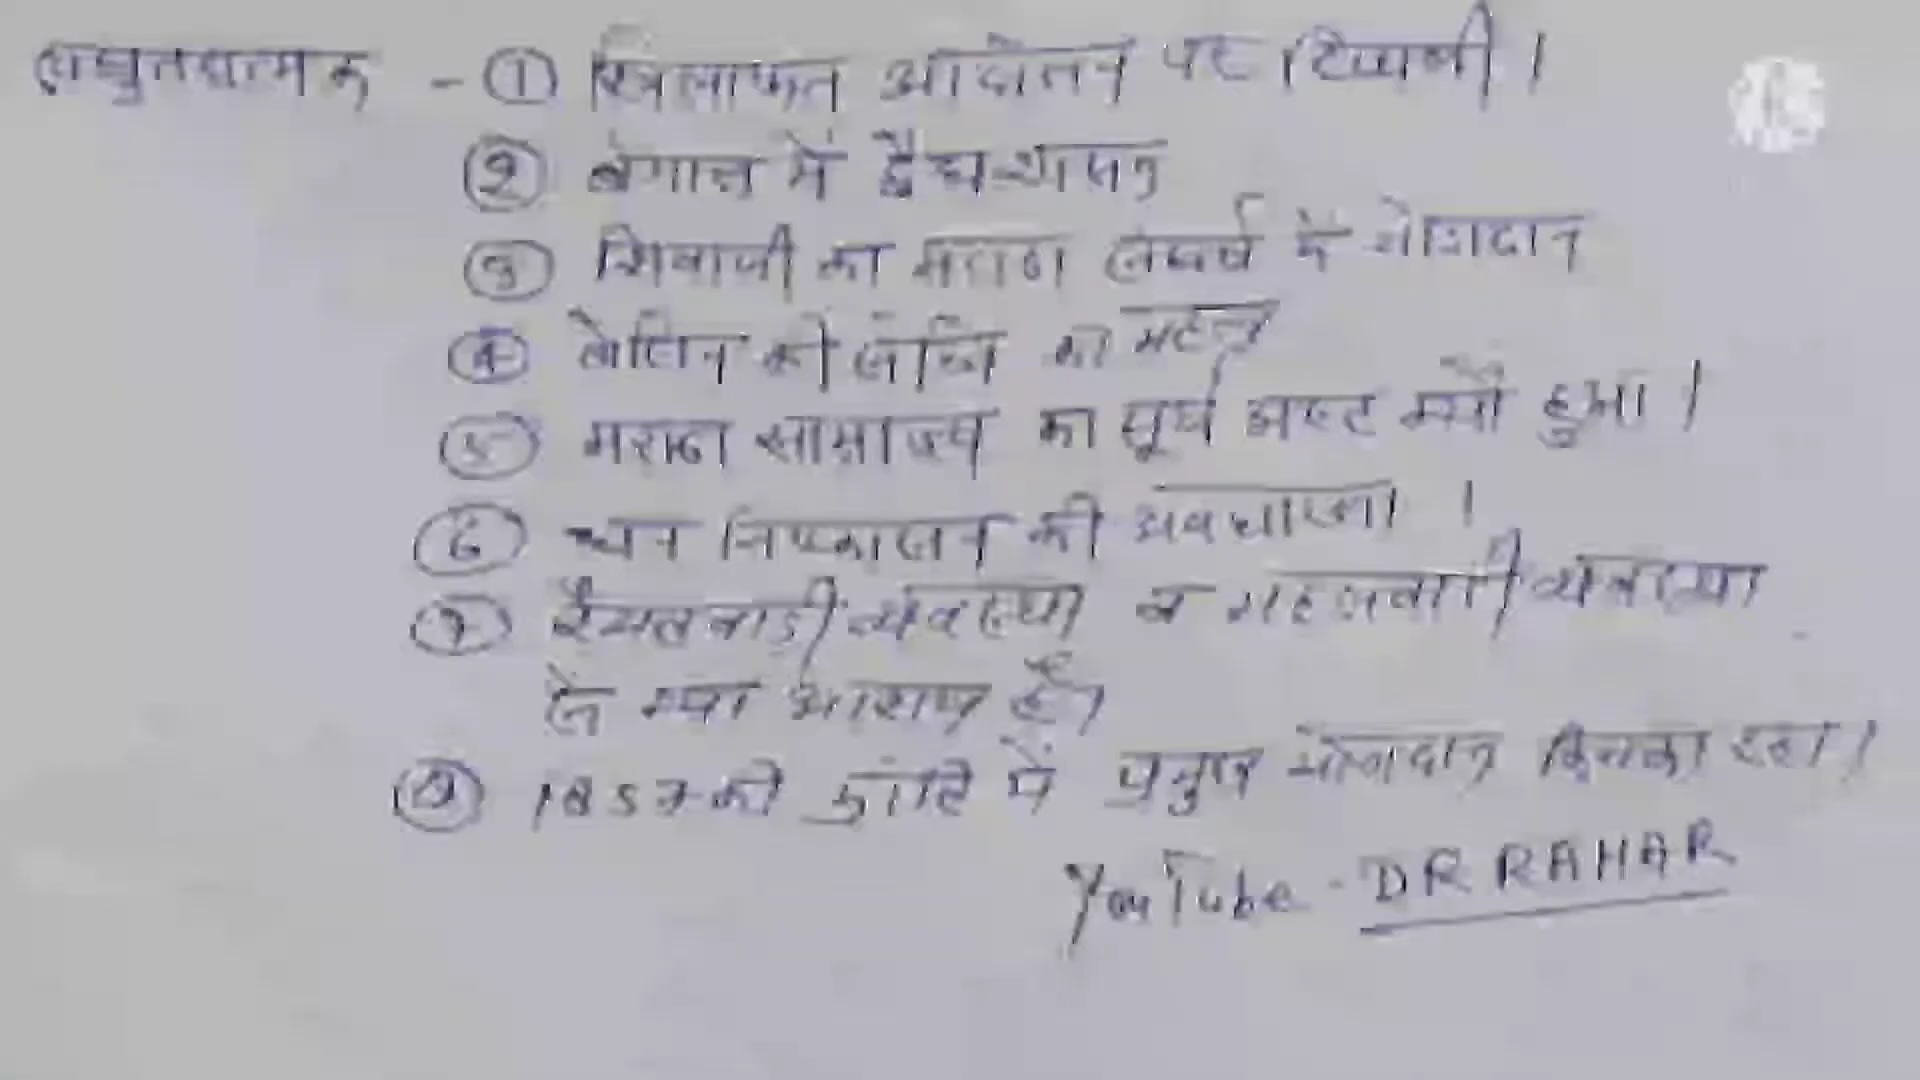 लघुतरात्मक - ① खिलाफत आंदोलन पर टिप्पणी।
② बंगाल में द्वैध शासन
③ शिवाजी का मराठा संघर्ष में योगदान
④ की संधि का महत्व
⑤ मराठा साम्राज्य का सूर्य अस्त क्यों हुआ।
⑥ धन निष्कासन की अवधारणा।
⑦ रैयतवाड़ी व्यवस्था व महलवाड़ी व्यवस्था
से क्या आशय है।
1857 की क्रांति में प्रमुख योगदान किसका रहा।
YouTube - DR RAHAR